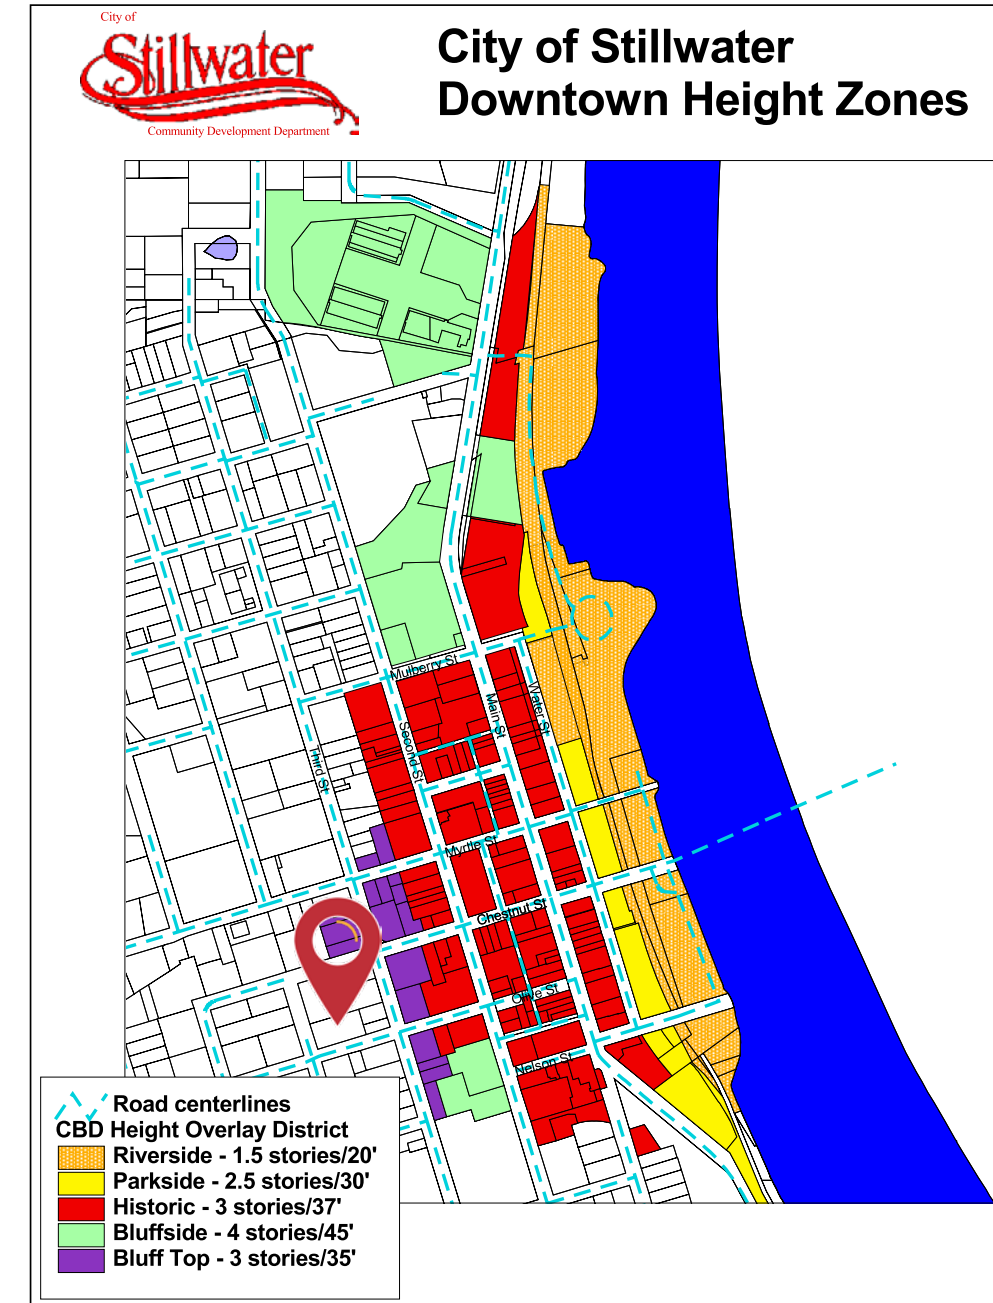 City of
Stillwater
Community Development Department
City of Stillwater
Downtown Height Zones
Mulberry St
Main St
Water St
Second St
Third St
Myrtle St
Chestnut St
Olive St
Nelson St
Road centerlines
CBD Height Overlay District
Riverside - 1.5 stories/20'
Parkside - 2.5 stories/30'
Historic - 3 stories/37'
Bluffside - 4 stories/45'
Bluff Top - 3 stories/35'